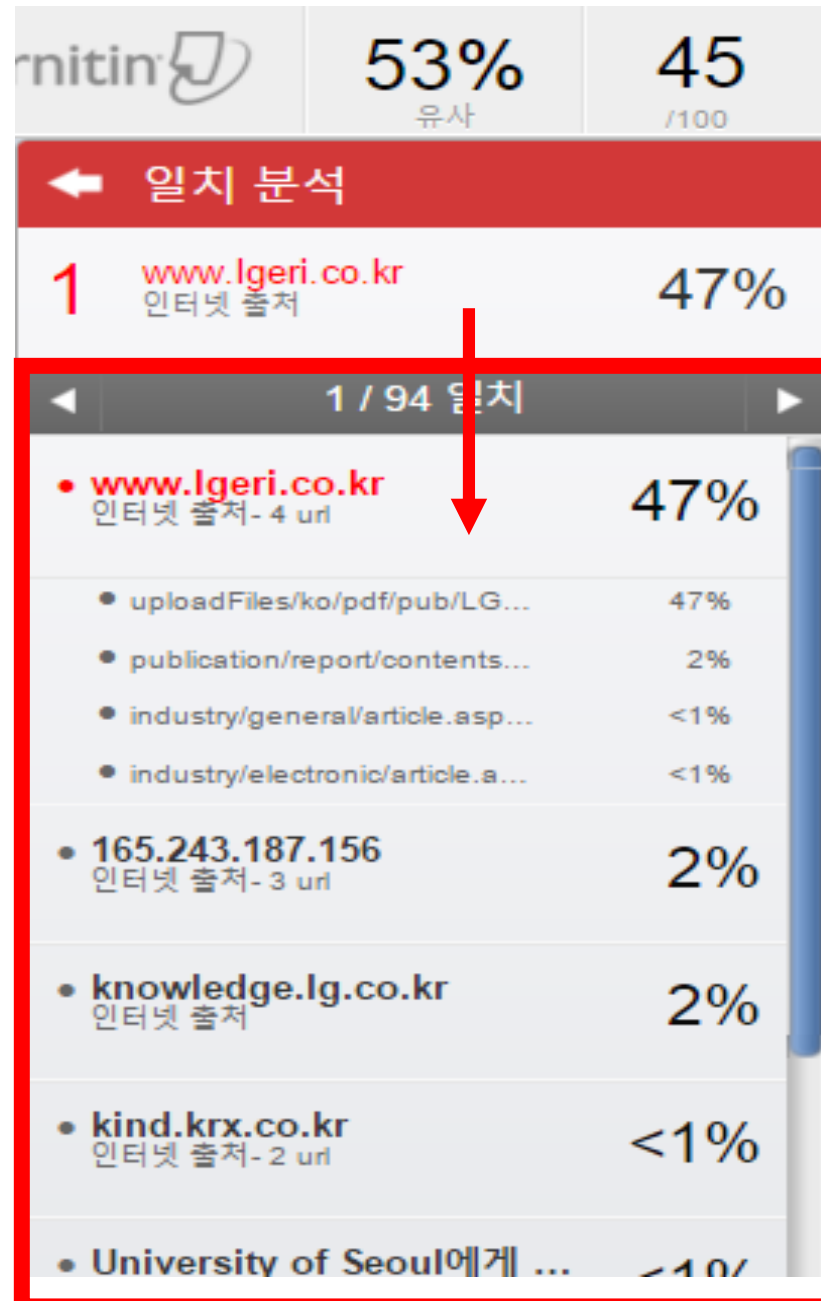 rnitin
53%
45
유사
/100
일치 분석
1 www.lgeri.co.kr 47%
인터넷 출처
1 / 94 일치
• www.lgeri.co.kr 47%
인터넷 출처- 4 url
• uploadFiles/ko/pdf/pub/LG... 47%
• publication/report/contents... 2%
• industry/general/article.asp... <1%
• industry/electronic/article.a... <1%
• 165.243.187.156 2%
인터넷 출처- 3 url
• knowledge.lg.co.kr 2%
인터넷 출처
• kind.krx.co.kr <1%
인터넷 출처- 2 url
• University of Seoul에게 ... <1%